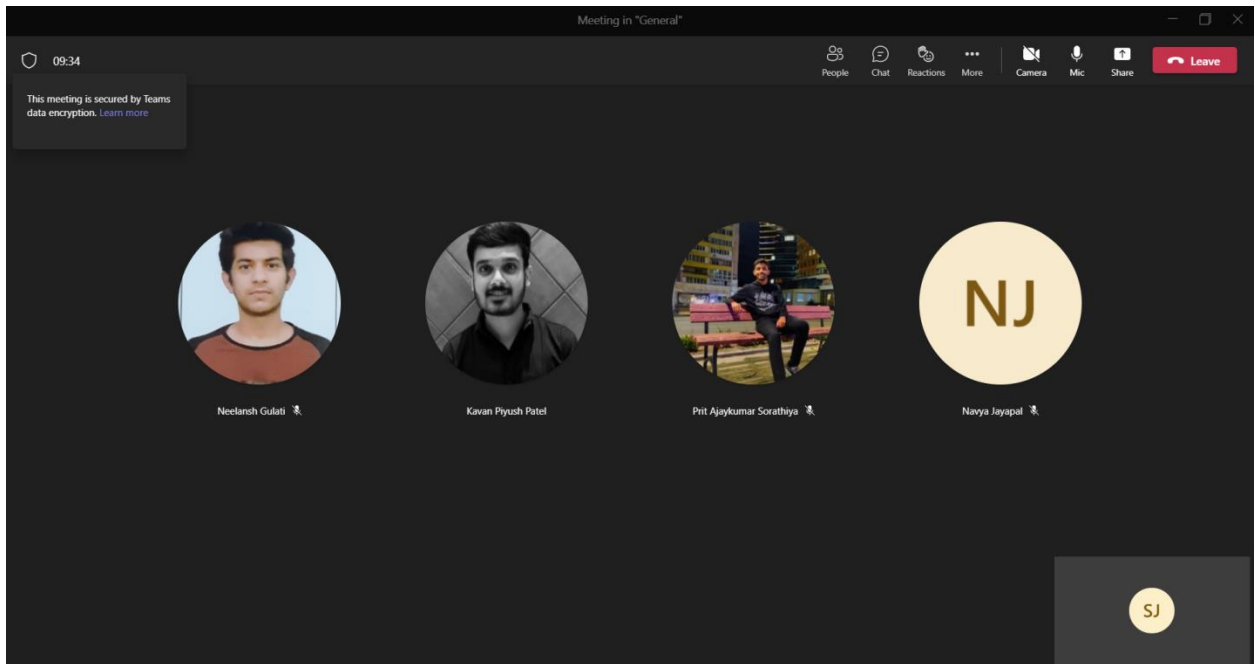 Meeting in "General"
09:34
People Chat Reactions More Camera Mic Share Leave
This meeting is secured by Teams
data encryption. Learn more
NJ
Neelansh Gulati Kavan Piyush Patel Prit Ajaykumar Sorathiya Navya Jayapal
SJ